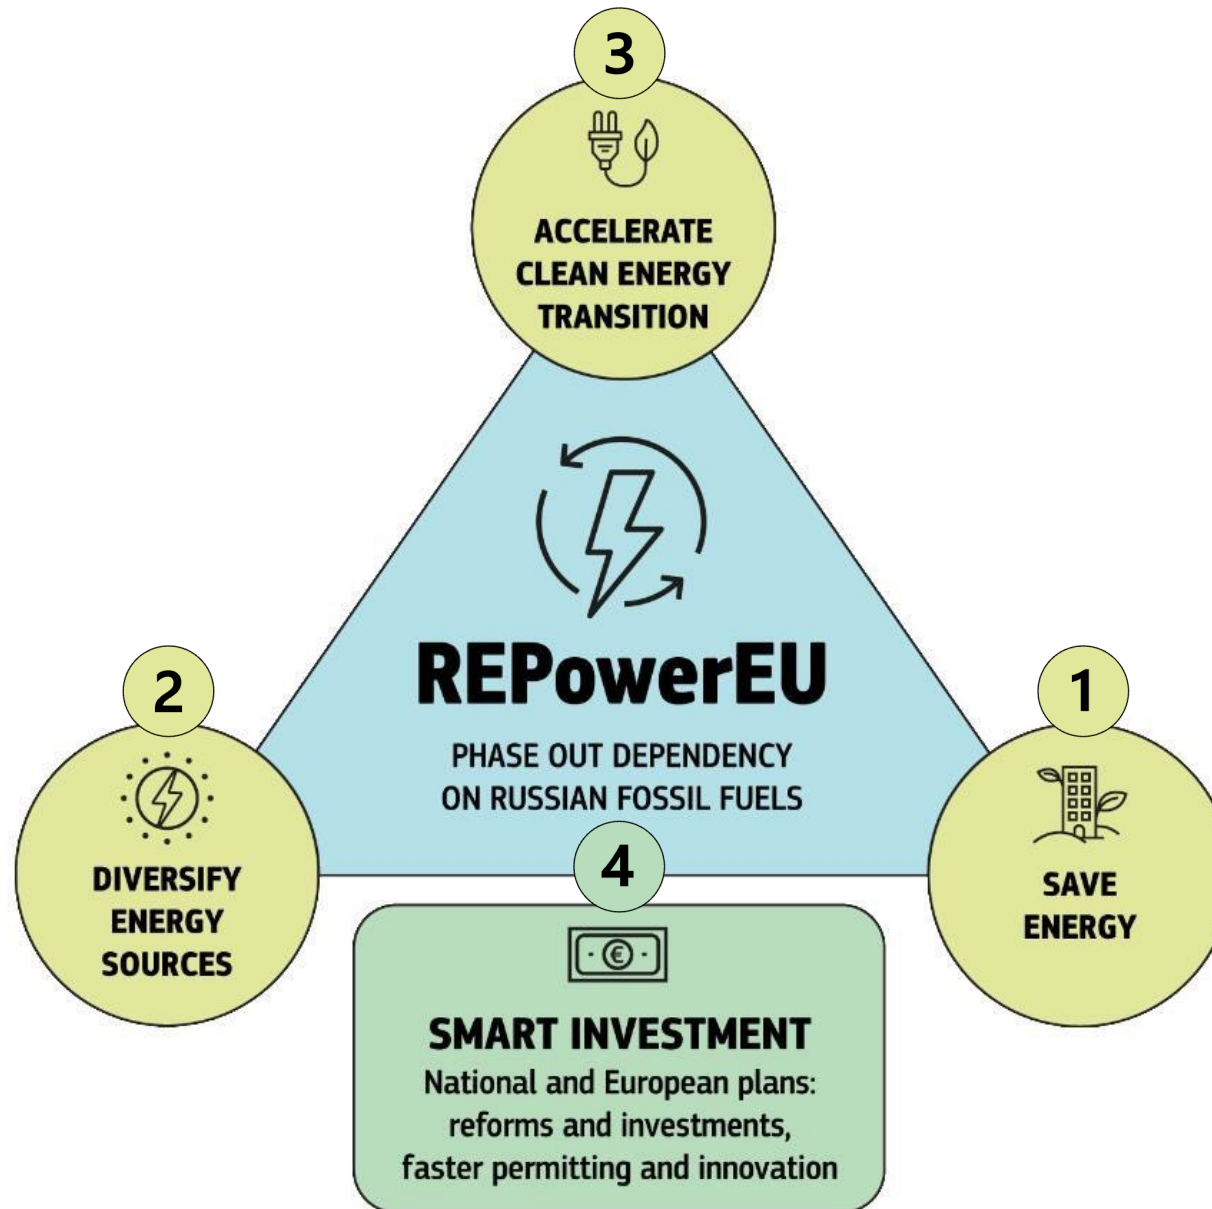 3
ACCELERATE
CLEAN ENERGY
TRANSITION
REPowerEU
PHASE OUT DEPENDENCY
ON RUSSIAN FOSSIL FUELS
2
DIVERSIFY
ENERGY
SOURCES
1
SAVE
ENERGY
4
€
SMART INVESTMENT
National and European plans:
reforms and investments,
faster permitting and innovation